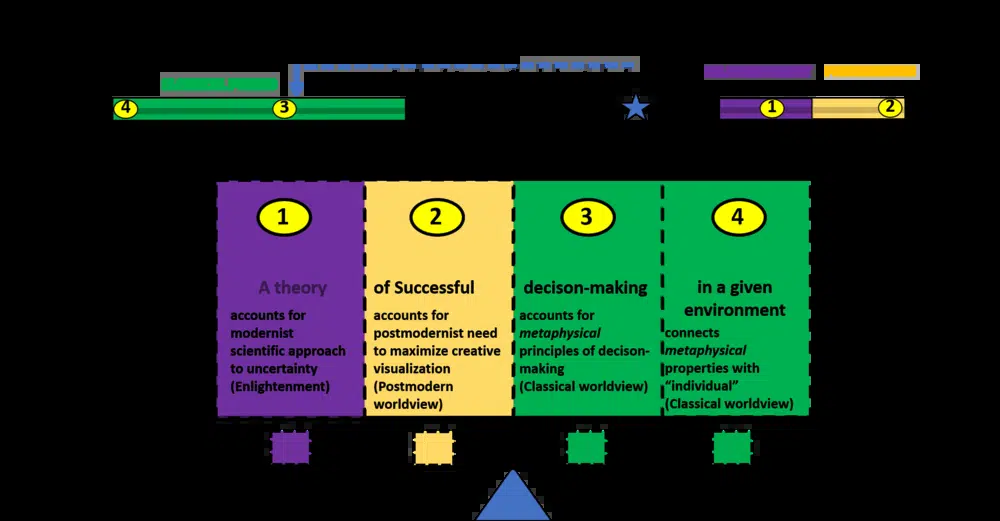 4
3
1
2
1
2
3
4
A theory
accounts for
modernist
scientific approach
to uncertainty
(Enlightenment)
of Successful
accounts for
postmodernist need
to maximize creative
visualization
(Postmodern
worldview)
decison-making
accounts for
metaphysical
principles of decison-
making
(Classical worldview)
in a given
environment
connects
metaphysical
properties with
“individual”
(Classical worldview)